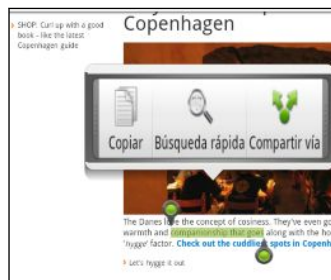 SHOP: Curl up with a good
book – like the latest
Copenhagen guide
Copenhagen
Copiar
Búsqueda rápida
Compartir vía
The Danes love the concept of cosiness. They've even go
warmth and companionship that goes along with the ho
'hygge' factor. Check out the cuddliest spots in Copenh
Let's hygge it out